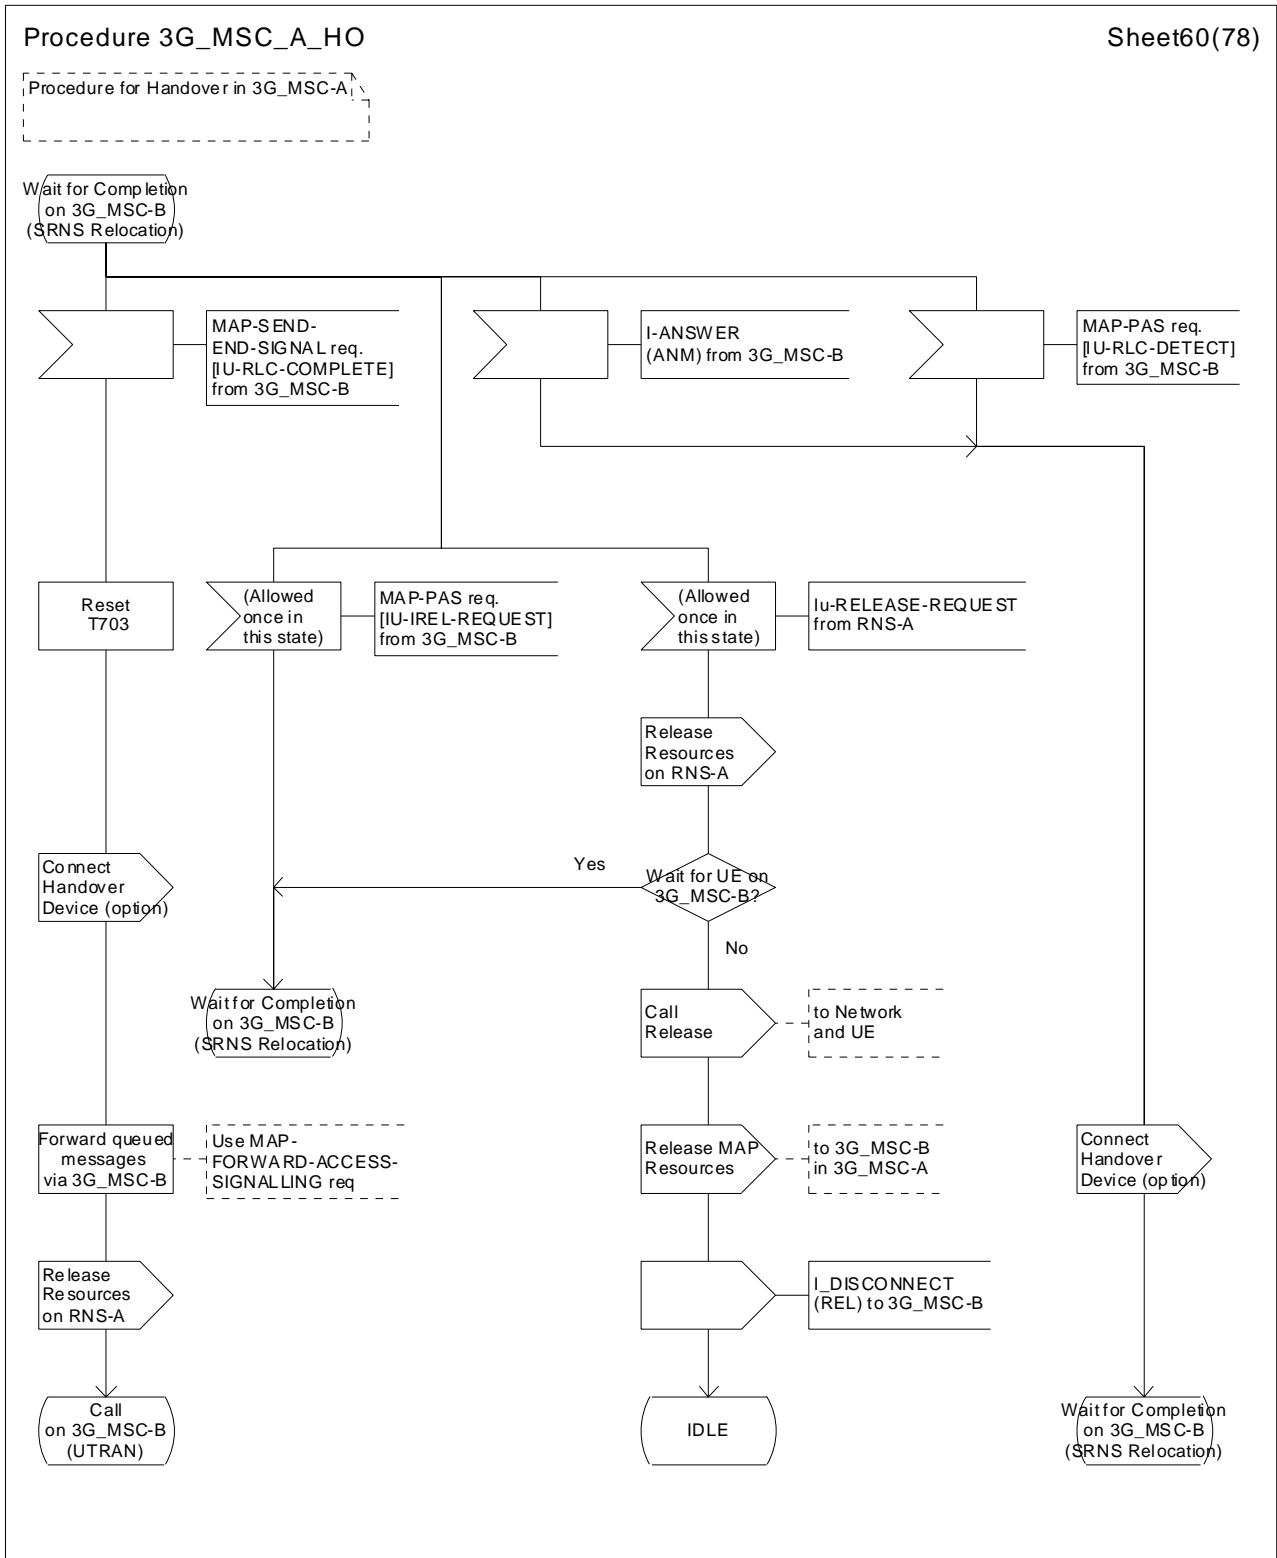 Procedure 3G_MSC_A_HO
Sheet60(78)
Procedure for Handover in 3G_MSC-A
Wait for Completion
on 3G_MSC-B
(SRNS Relocation)
MAP-SEND-
END-SIGNAL req.
[IU-RLC-COMPLETE]
from 3G_MSC-B
I-ANSWER
(ANM) from 3G_MSC-B
MAP-PAS req.
[IU-RLC-DETECT]
from 3G_MSC-B
Reset
T703
(Allowed
once in
this state)
MAP-PAS req.
[IU-IREL-REQUEST]
from 3G_MSC-B
(Allowed
once in
this state)
Iu-RELEASE-REQUEST
from RNS-A
Release
Resources
on RNS-A
Connect
Handover
Device (option)
Yes
Wait for UE on
3G_MSC-B?
No
Wait for Completion
on 3G_MSC-B
(SRNS Relocation)
Call
Release
to Network
and UE
Forward queued
messages
via 3G_MSC-B
Use MAP-
FORWARD-ACCESS-
SIGNALLING req
Release MAP
Resources
to 3G_MSC-B
in 3G_MSC-A
Connect
Handover
Device (option)
Release
Resources
on RNS-A
I_DISCONNECT
(REL) to 3G_MSC-B
Call
on 3G_MSC-B
(UTRAN)
IDLE
Wait for Completion
on 3G_MSC-B
(SRNS Relocation)